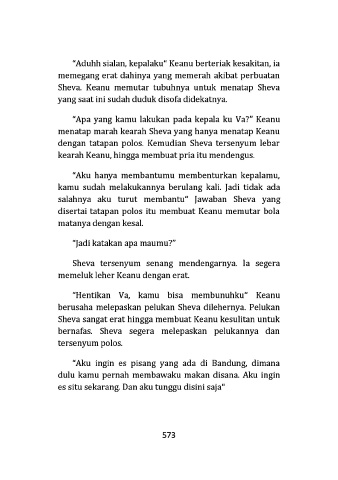 "Aduhh sialan, kepalaku" Keanu berteriak kesakitan, ia
memegang erat dahinya yang memerah akibat perbuatan
Sheva. Keanu memutar tubuhnya untuk menatap Sheva
yang saat ini sudah duduk disofa didekatnya.
"Apa yang kamu lakukan pada kepala ku Va?" Keanu
menatap marah kearah Sheva yang hanya menatap Keanu
dengan tatapan polos. Kemudian Sheva tersenyum lebar
kearah Keanu, hingga membuat pria itu mendengus.
"Aku hanya membantumu membenturkan kepalamu,
kamu sudah melakukannya berulang kali. Jadi tidak ada
salahnya aku turut membantu" Jawaban Sheva yang
disertai tatapan polos itu membuat Keanu memutar bola
matanya dengan kesal.
"Jadi katakan apa maumu?"
Sheva tersenyum senang mendengarnya. Ia segera
memeluk leher Keanu dengan erat.
"Hentikan Va, kamu bisa membunuhku" Keanu
berusaha melepaskan pelukan Sheva dilehernya. Pelukan
Sheva sangat erat hingga membuat Keanu kesulitan untuk
bernafas. Sheva segera melepaskan pelukannya dan
tersenyum polos.
"Aku ingin es pisang yang ada di Bandung, dimana
dulu kamu pernah membawaku makan disana. Aku ingin
es situ sekarang. Dan aku tunggu disini saja"
573